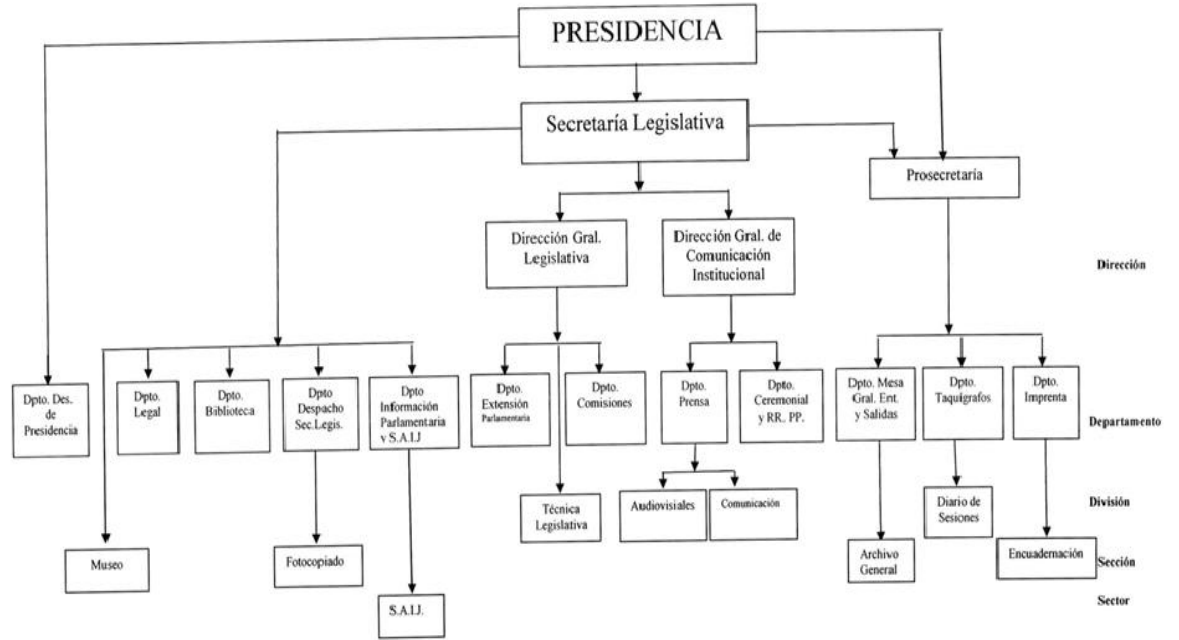 PRESIDENCIA
Secretaría Legislativa
Prosecretaría
Dirección Gral.
Legislativa
Dirección Gral. de
Comunicación
Institucional
Dirección
Dpto. Des.
de
Presidencia
Dpto.
Legal
Dpto.
Biblioteca
Dpto
Despacho
Sec.Legis.
Dpto
Información
Parlamentaria
y S.A.I.J
Dpto.
Extensión
Parlamentaria
Dpto.
Comisiones
Dpto.
Prensa
Dpto.
Ceremonial
y RR. PP.
Dpto. Mesa
Gral. Ent.
y Salidas
Dpto.
Taquígrafos
Dpto.
Imprenta
Departamento
Técnica
Legislativa
Audiovisiales
Comunicación
Diario de
Sesiones
División
Museo
Fotocopiado
Archivo
General
Encuadernación
Sección
S.A.I.J.
Sector